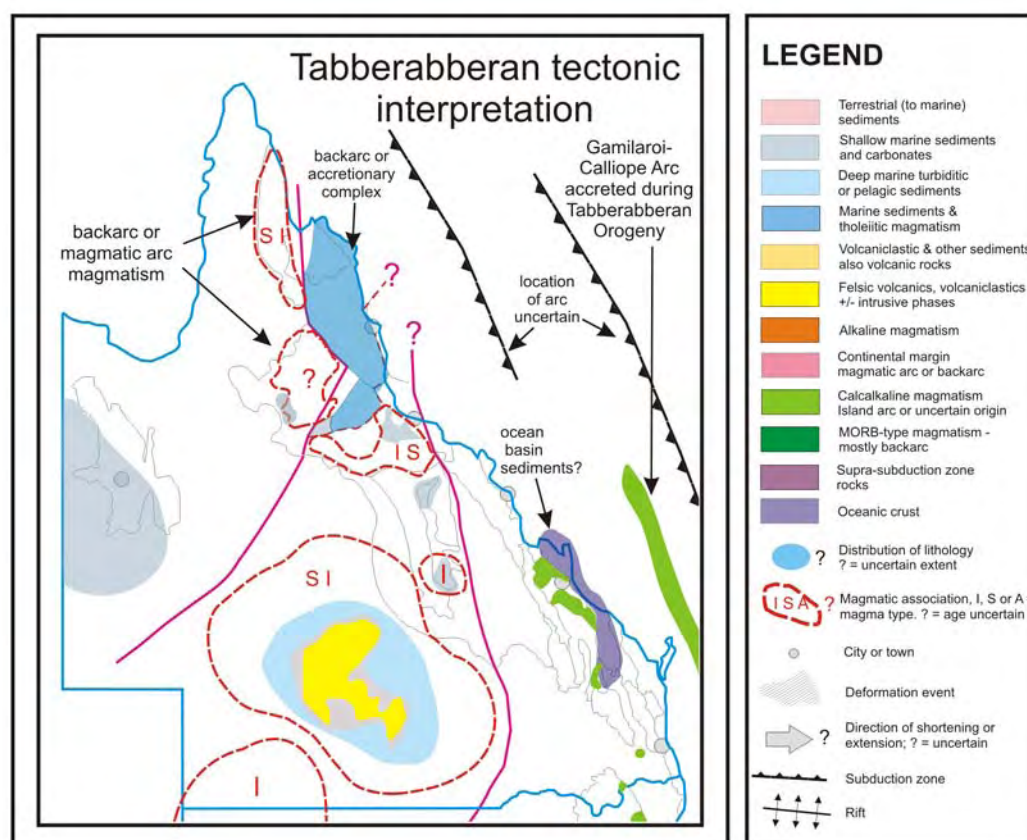 Tabberabberan tectonic
interpretation
backarc or
accretionary
complex
Gamilaroi-
Calliope Arc
accreted during
Tabberabberan
Orogeny
backarc or
magmatic arc
magmatism
S I
?
location
of arc
uncertain
?
?
I S
ocean
basin
sediments?
S I
I
I
LEGEND
Terrestrial (to marine)
sediments
Shallow marine sediments
and carbonates
Deep marine turbiditic
or pelagic sediments
Marine sediments &
tholeiitic magmatism
Volcaniclastic & other sediments
also volcanic rocks
Felsic volcanics, volcaniclastics
+/- intrusive phases
Alkaline magmatism
Continental margin
magmatic arc or backarc
Calcalkaline magmatism
Island arc or uncertain origin
MORB-type magmatism -
mostly backarc
Supra-subduction zone
rocks
Oceanic crust
? Distribution of lithology
? = uncertain extent
I S A ? Magmatic association, I, S or A
magma type. ? = age uncertain
City or town
Deformation event
? Direction of shortening or
extension; ? = uncertain
Subduction zone
Rift